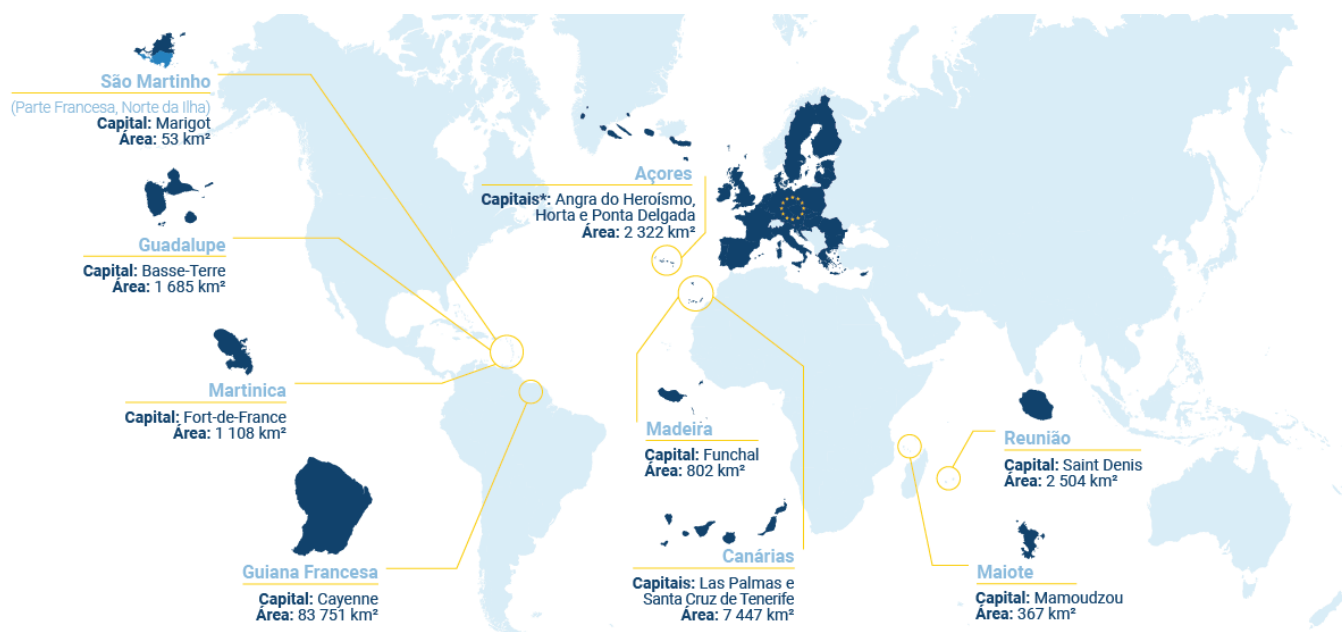 São Martinho
(Parte Francesa, Norte da Ilha)
Capital: Marigot
Área: 53 km²
Guadalupe
Capital: Basse-Terre
Área: 1 685 km²
Martinica
Capital: Fort-de-France
Área: 1 108 km²
Guiana Francesa
Capital: Cayenne
Área: 83 751 km²
Açores
Capitais*: Angra do Heroísmo,
Horta e Ponta Delgada
Área: 2 322 km²
Madeira
Capital: Funchal
Área: 802 km²
Canárias
Capitais: Las Palmas e
Santa Cruz de Tenerife
Área: 7 447 km²
Reunião
Capital: Saint Denis
Área: 2 504 km²
Maiote
Capital: Mamoudzou
Área: 367 km²